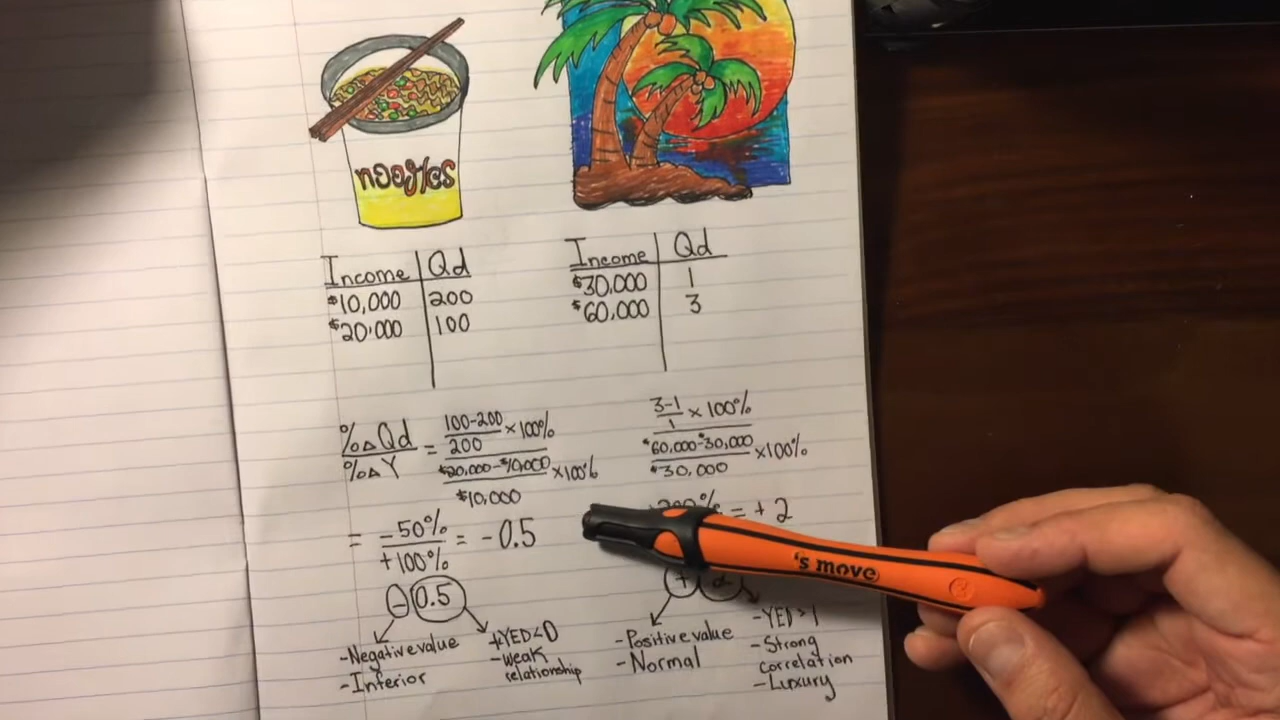 noodles
Income Qd
$10,000 200
$20,000 100
Income Qd
$30,000 1
$60,000 3
%ΔQd
%ΔY
=
100-200
200
×100%
$20,000-$10,000
$10,000
×100%
= -50%
+100%
= -0.5
- 0.5
-Negative value
-Inferior
-Weak
relationship
3-1
1
×100%
$60,000-$30,000
$30,000
×100%
= +2
+
-Positive value
-Normal
-YED>1
-Strong
correlation
-Luxury
's move